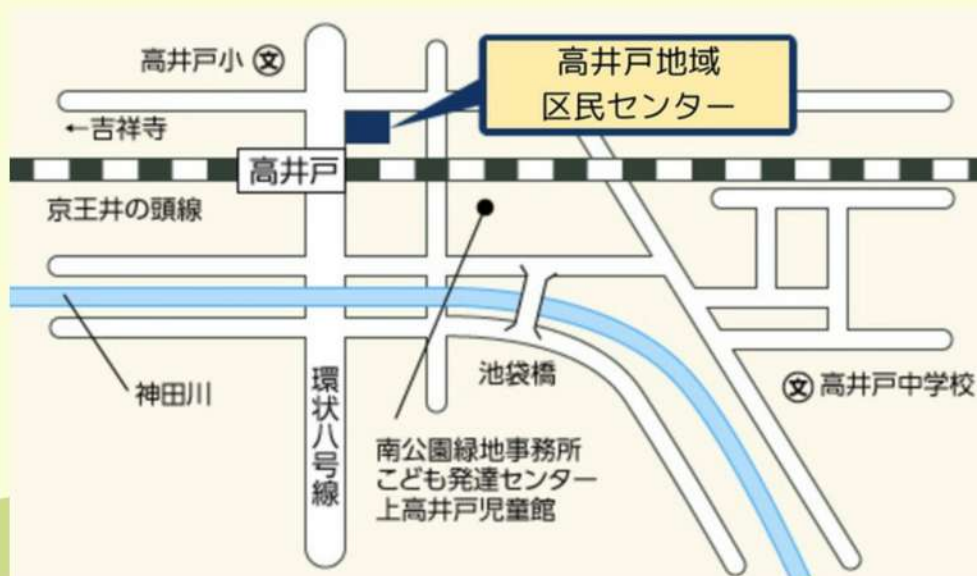 高井戸小 文
高井戸地域
区民センター
←吉祥寺
高井戸
京王井の頭線
神田川
環状八号線
池袋橋
文 高井戸中学校
南公園緑地事務所
こども発達センター
上高井戸児童館